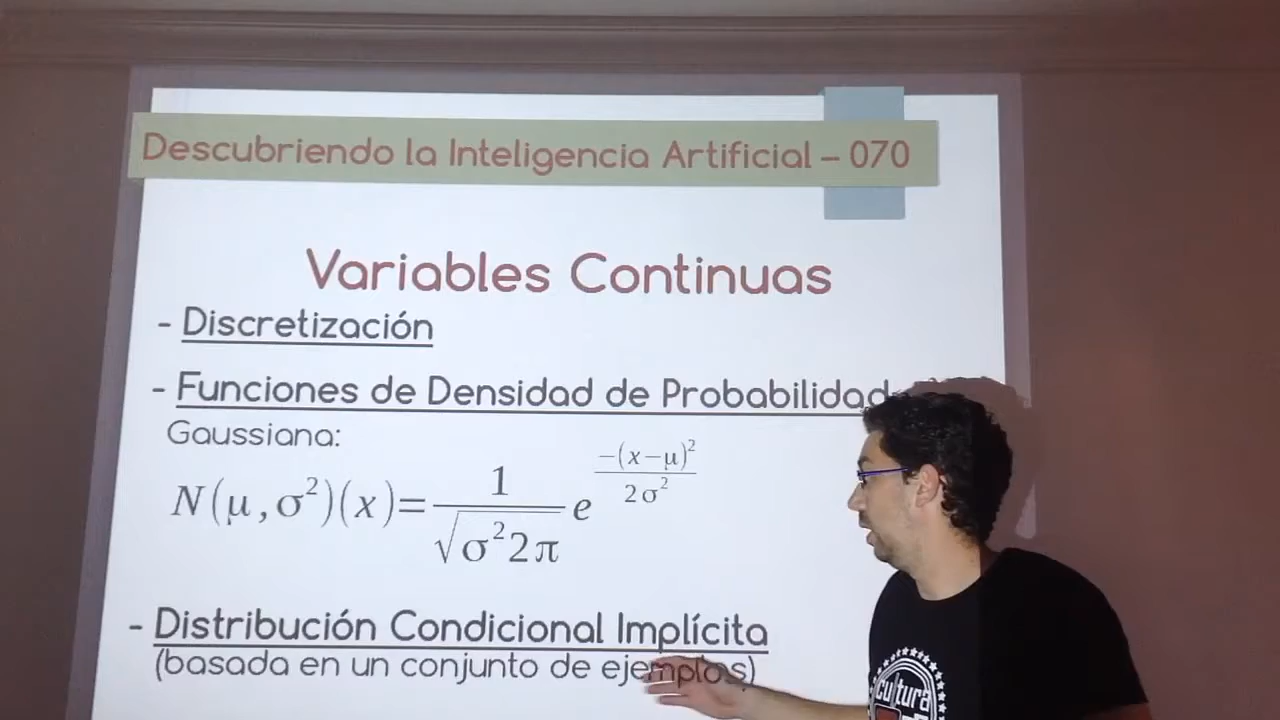 Descubriendo la Inteligencia Artificial – 070
Variables Continuas
- Discretización
- Funciones de Densidad de Probabilidad
Gaussiana:
N(μ,σ²)(x)=1/√(σ²2π) e^(−(x−μ)²/2σ²)
- Distribución Condicional Implícita
(basada en un conjunto de ejemplos)
cultura